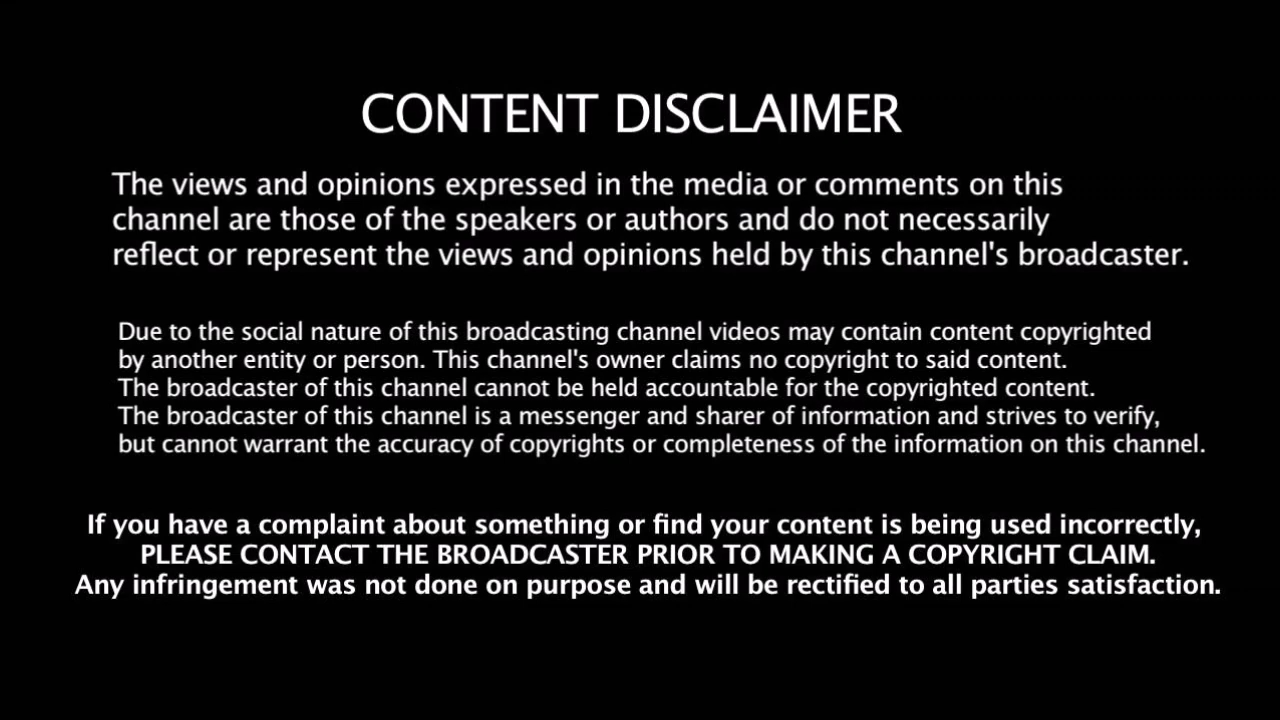 CONTENT DISCLAIMER
The views and opinions expressed in the media or comments on this
channel are those of the speakers or authors and do not necessarily
reflect or represent the views and opinions held by this channel's broadcaster.
Due to the social nature of this broadcasting channel videos may contain content copyrighted
by another entity or person. This channel's owner claims no copyright to said content.
The broadcaster of this channel cannot be held accountable for the copyrighted content.
The broadcaster of this channel is a messenger and sharer of information and strives to verify,
but cannot warrant the accuracy of copyrights or completeness of the information on this channel.
If you have a complaint about something or find your content is being used incorrectly,
PLEASE CONTACT THE BROADCASTER PRIOR TO MAKING A COPYRIGHT CLAIM.
Any infringement was not done on purpose and will be rectified to all parties satisfaction.